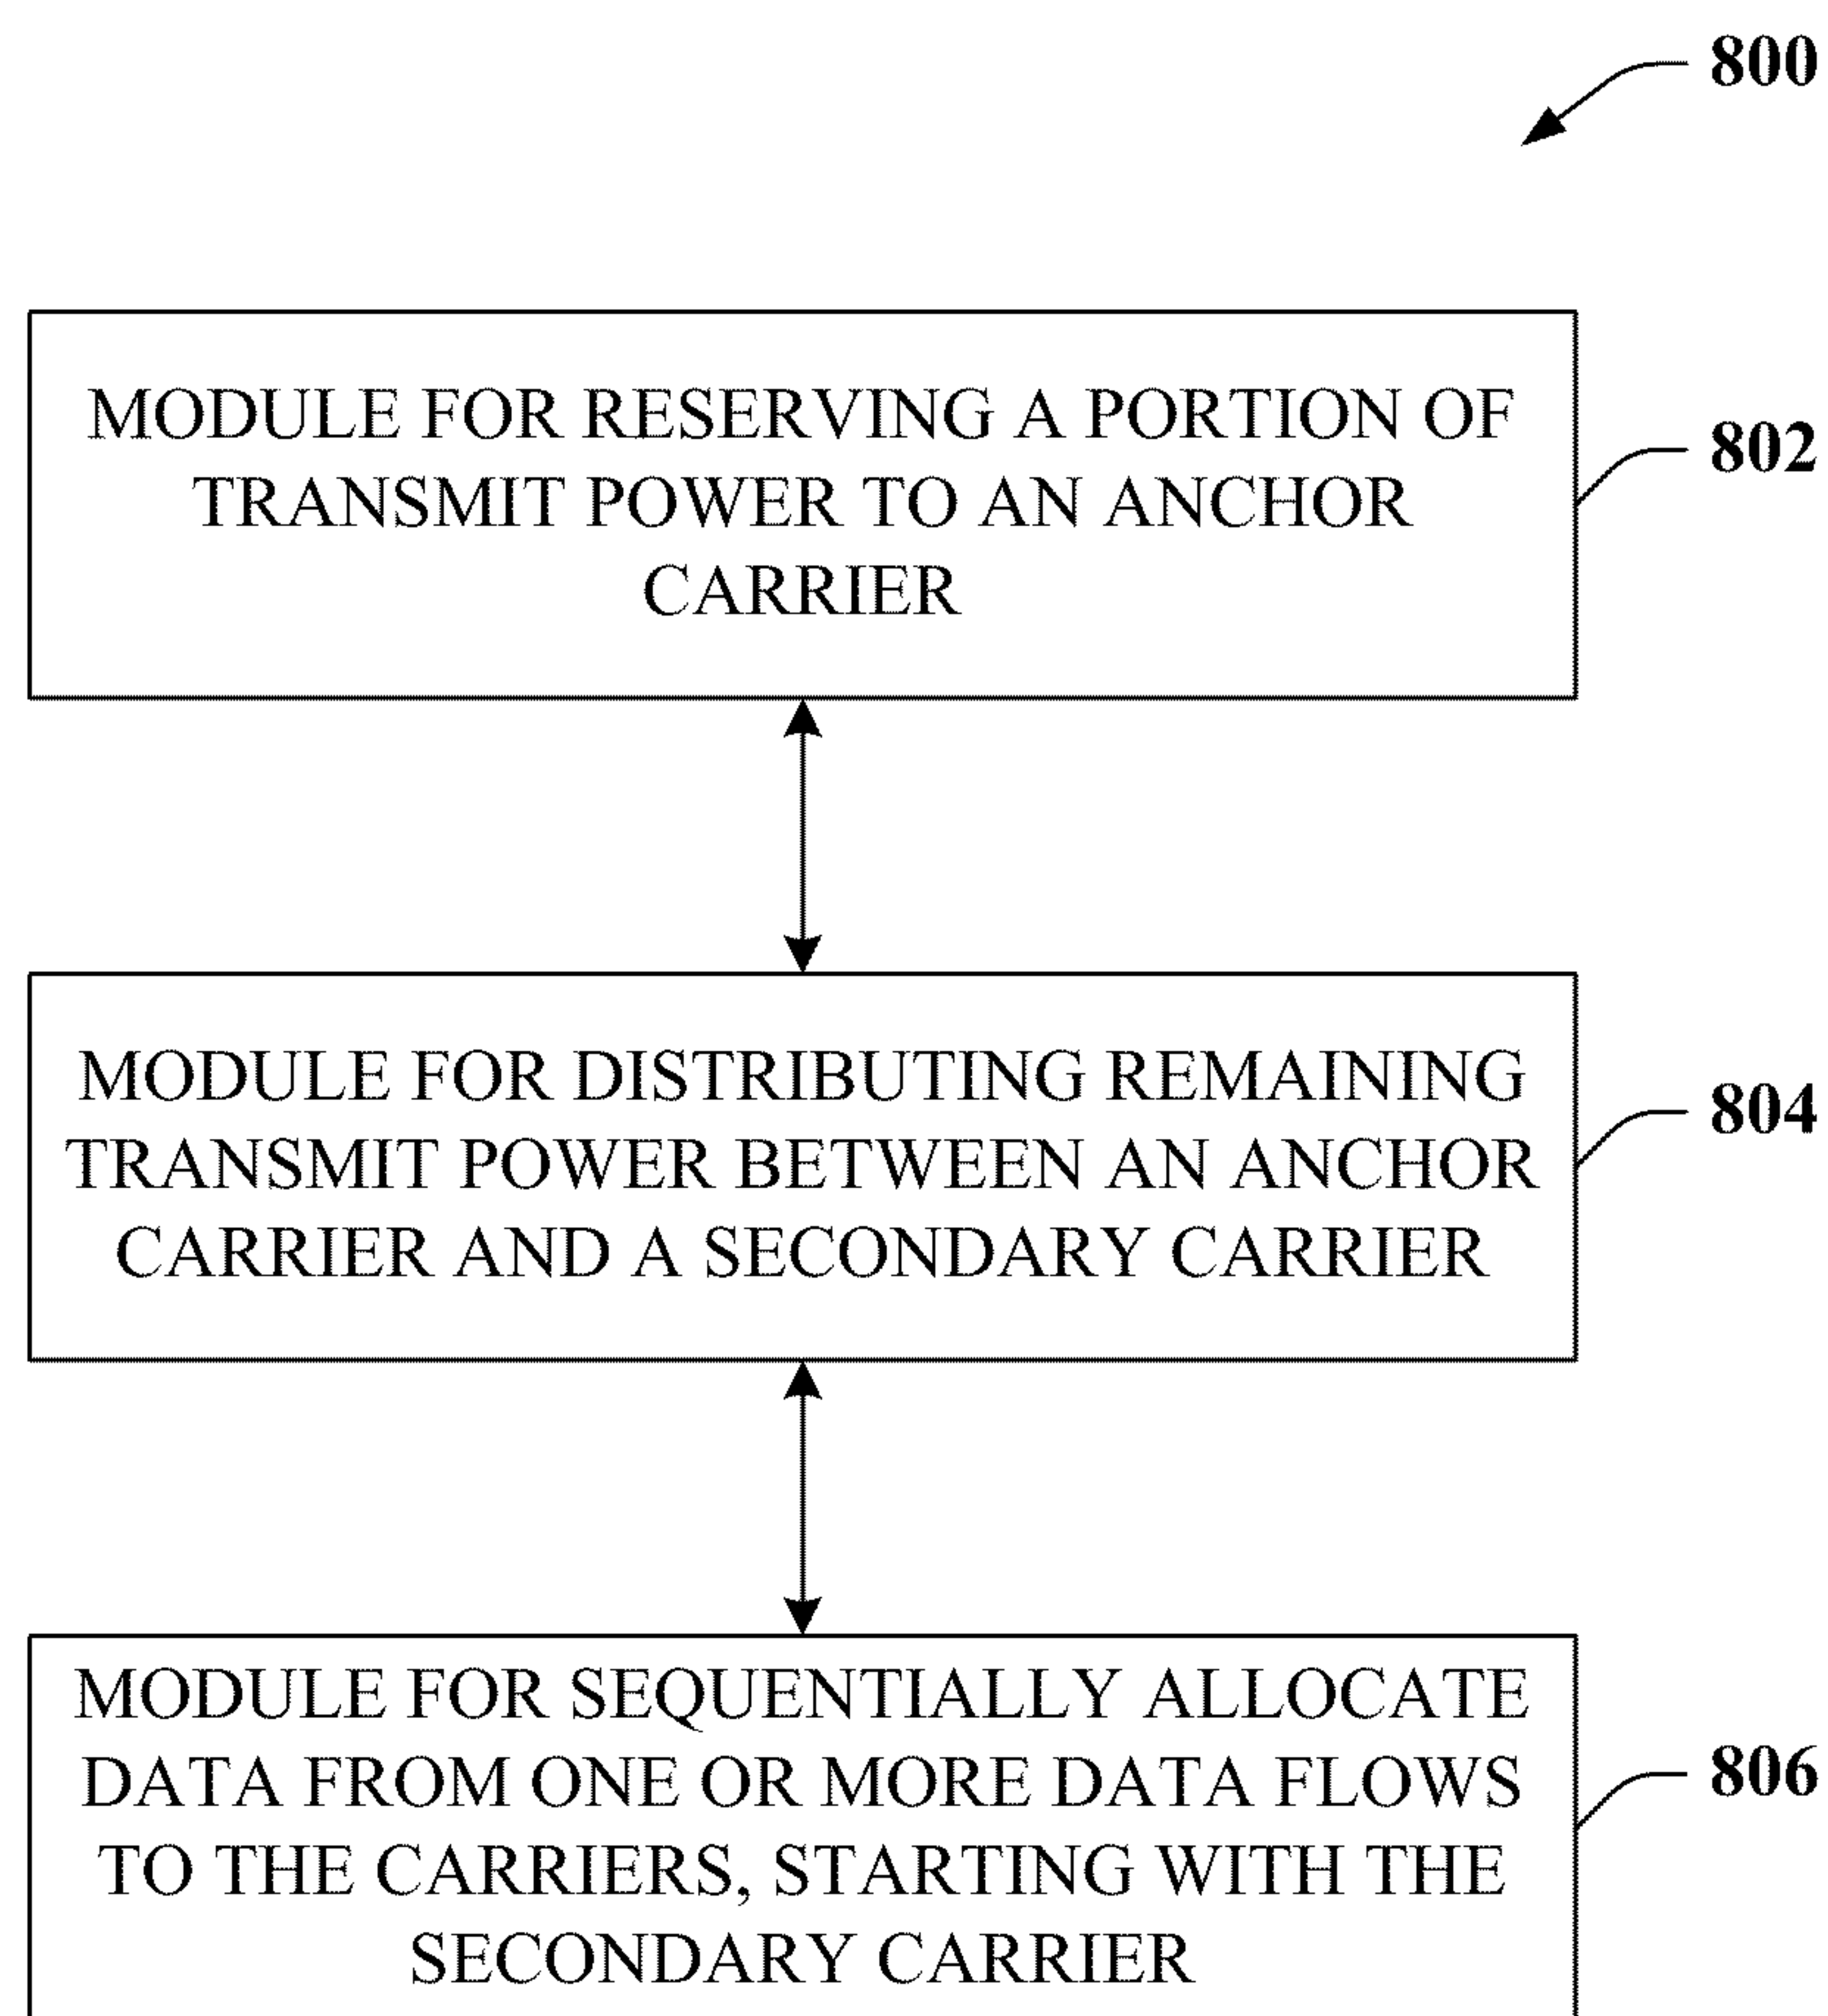 800
MODULE FOR RESERVING A PORTION OF
TRANSMIT POWER TO AN ANCHOR
CARRIER
802
MODULE FOR DISTRIBUTING REMAINING
TRANSMIT POWER BETWEEN AN ANCHOR
CARRIER AND A SECONDARY CARRIER
804
MODULE FOR SEQUENTIALLY ALLOCATE
DATA FROM ONE OR MORE DATA FLOWS
TO THE CARRIERS, STARTING WITH THE
SECONDARY CARRIER
806